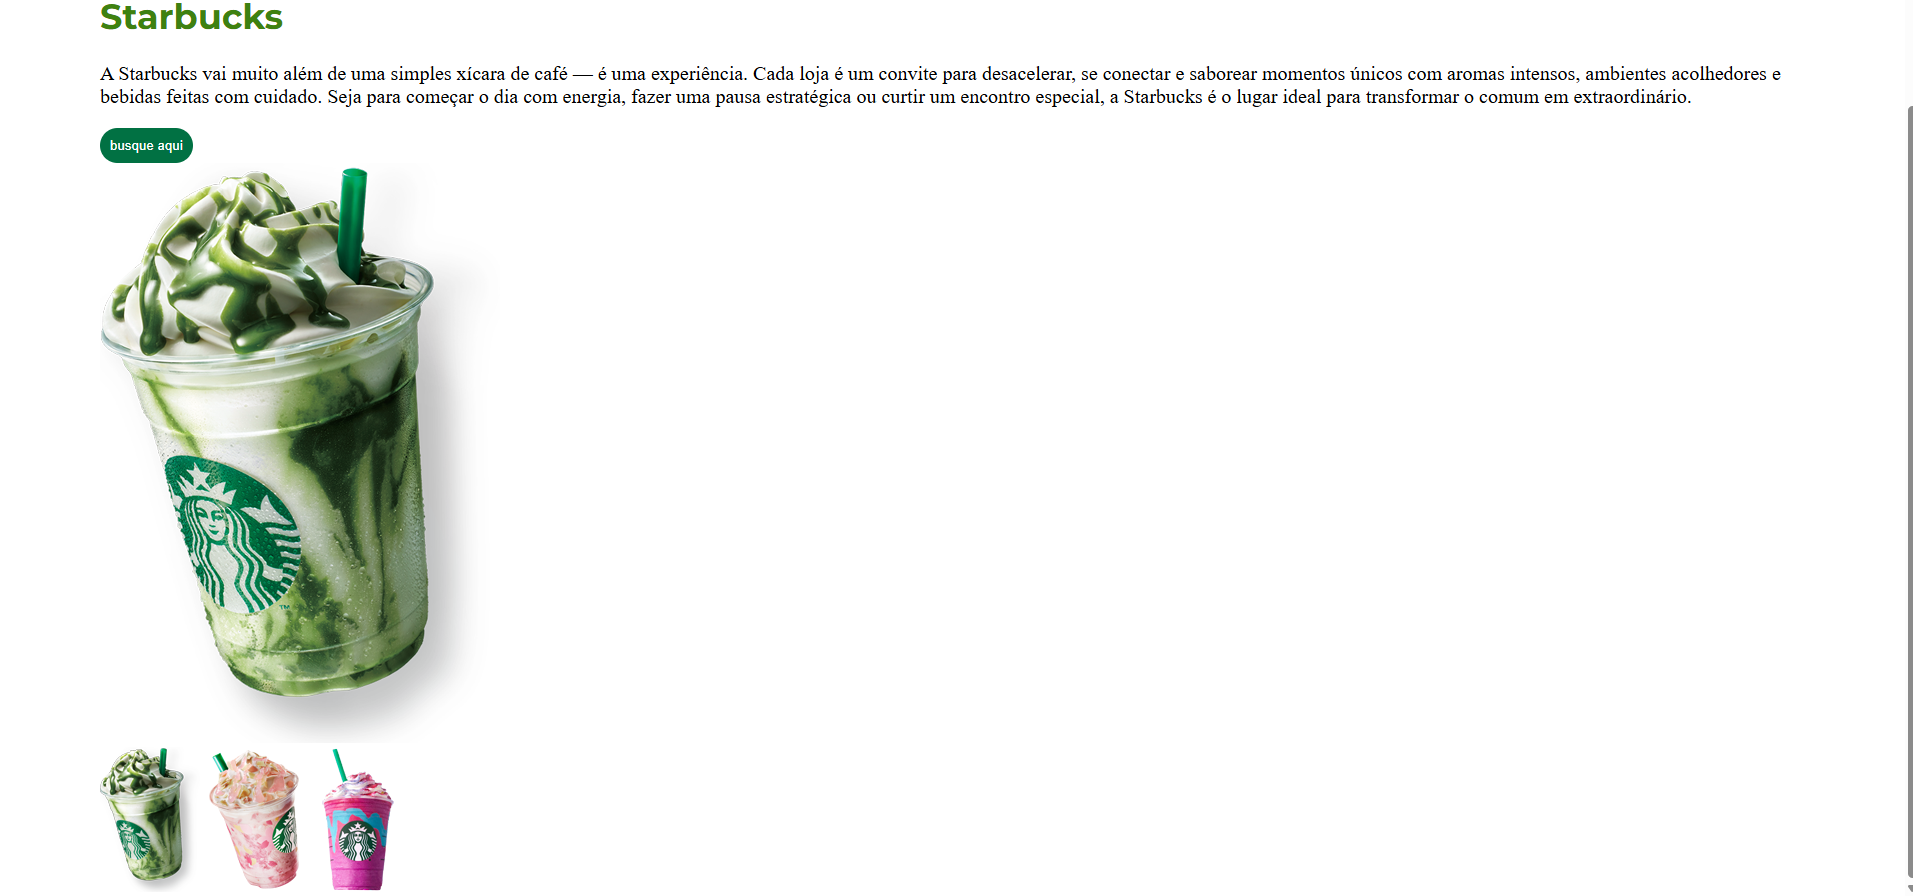 Starbucks
A Starbucks vai muito além de uma simples xícara de café — é uma experiência. Cada loja é um convite para desacelerar, se conectar e saborear momentos únicos com aromas intensos, ambientes acolhedores e
bebidas feitas com cuidado. Seja para começar o dia com energia, fazer uma pausa estratégica ou curtir um encontro especial, a Starbucks é o lugar ideal para transformar o comum em extraordinário.
busque aqui
TM